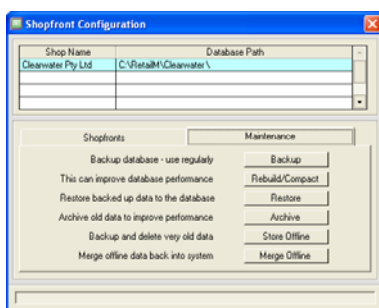 Shopfront Configuration
Shop Name Database Path
Clearwater Pty Ltd C:\RetailM\Clearwater\
Shopfronts Maintenance
Backup database - use regularly Backup
This can improve database performance Rebuild/Compact
Restore backed up data to the database Restore
Archive old data to improve performance Archive
Backup and delete very old data Store Offline
Merge offline data back into system Merge Offline